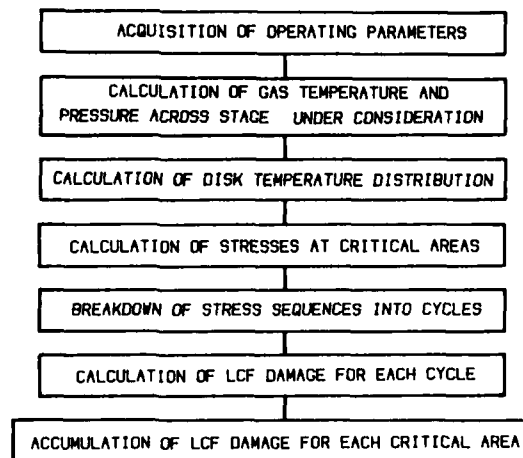 ACQUISITION OF OPERATING PARAMETERS
CALCULATION OF GAS TEMPERATURE AND
PRESSURE ACROSS STAGE UNDER CONSIDERATION
CALCULATION OF DISK TEMPERATURE DISTRIBUTION
CALCULATION OF STRESSES AT CRITICAL AREAS
BREAKDOWN OF STRESS SEQUENCES INTO CYCLES
CALCULATION OF LCF DAMAGE FOR EACH CYCLE
ACCUMULATION OF LCF DAMAGE FOR EACH CRITICAL AREA